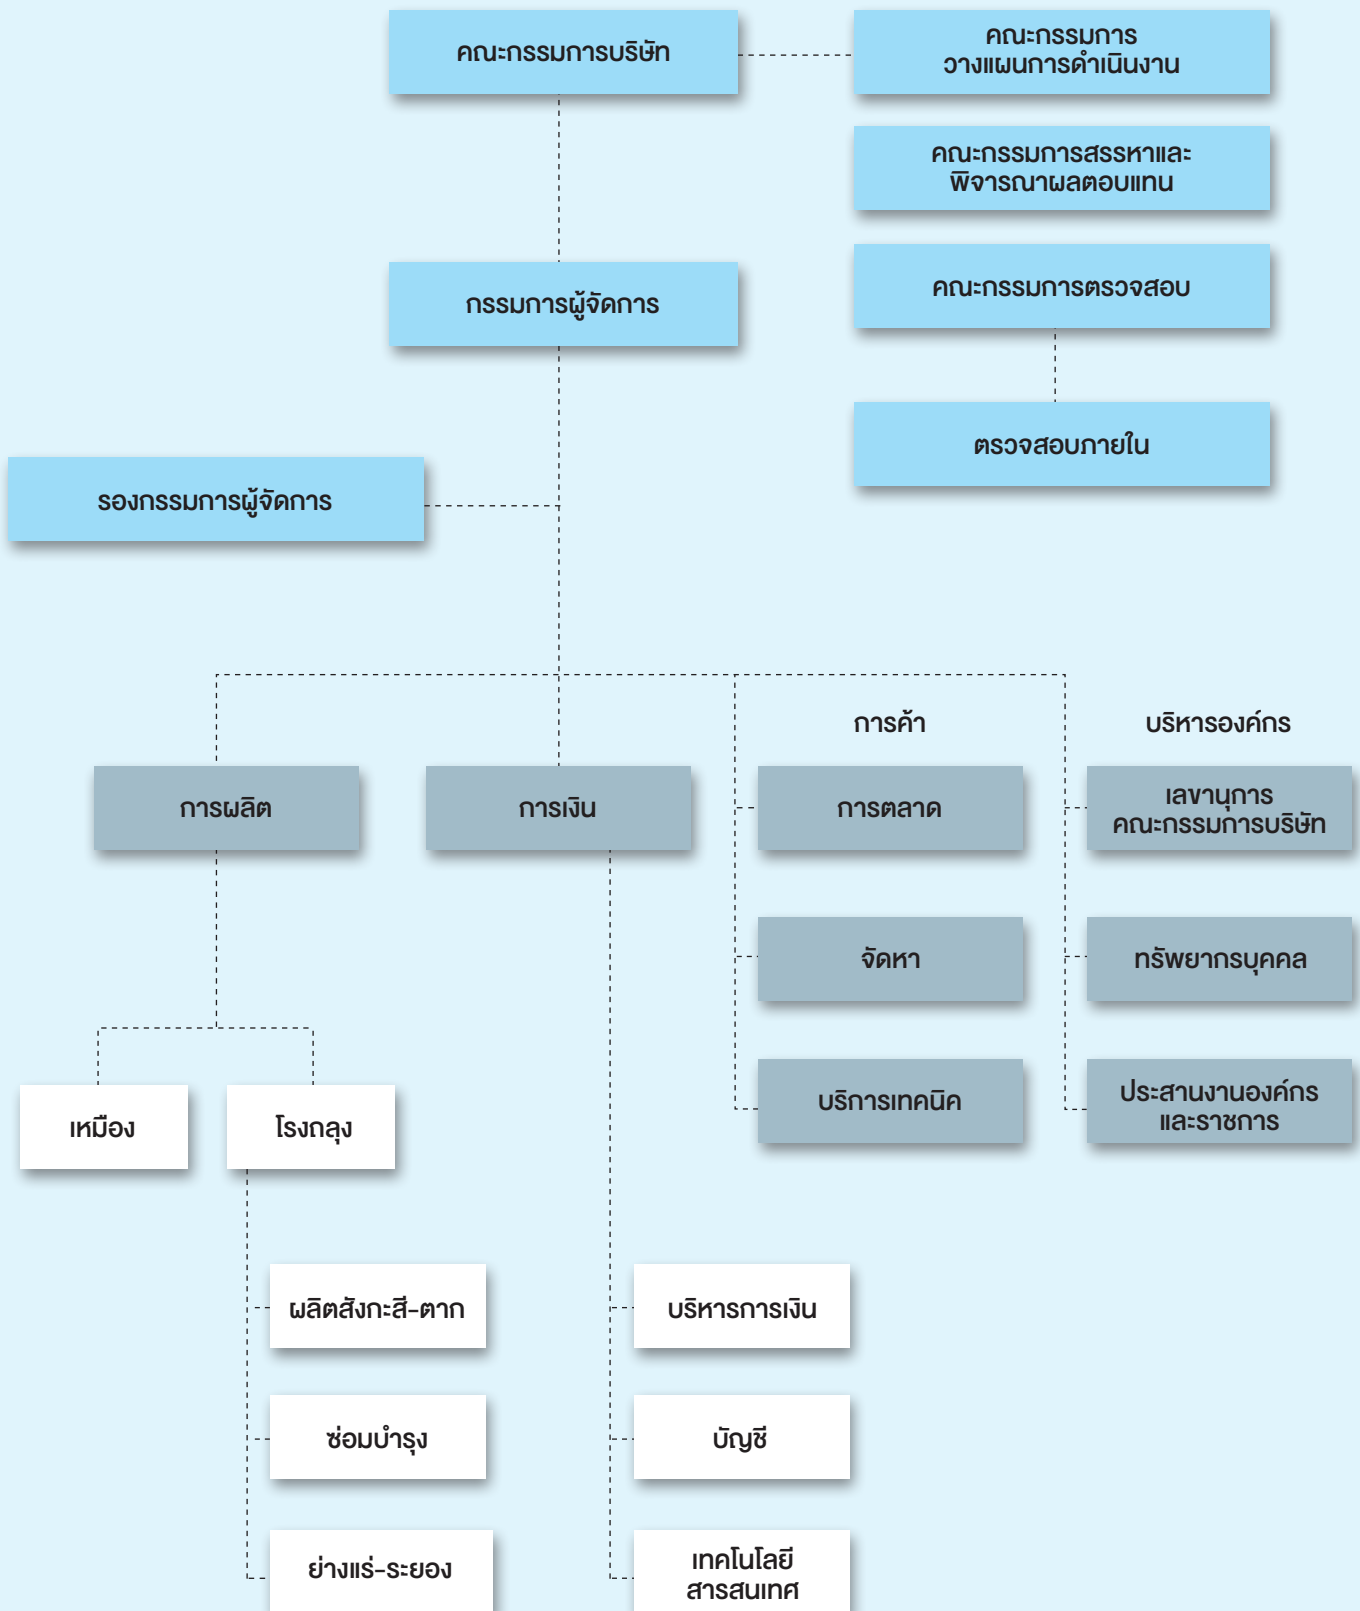 คณะกรรมการบริษัท
คณะกรรมการ
วางแผนการดำเนินงาน
คณะกรรมการสรรหาและ
พิจารณาผลตอบแทน
กรรมการผู้จัดการ
คณะกรรมการตรวจสอบ
ตรวจสอบภายใน
รองกรรมการผู้จัดการ
การค้า
บริหารองค์กร
การผลิต
การเงิน
การตลาด
เลขานุการ
คณะกรรมการบริษัท
จัดหา
ทรัพยากรบุคคล
บริการเทคนิค
ประสานงานองค์กร
และราชการ
เหมือง
โรงถลุง
ผลิตสังกะสี-ตาก
บริหารการเงิน
ซ่อมบำรุง
บัญชี
ย่างแร่-ระยอง
เทคโนโลยี
สารสนเทศ